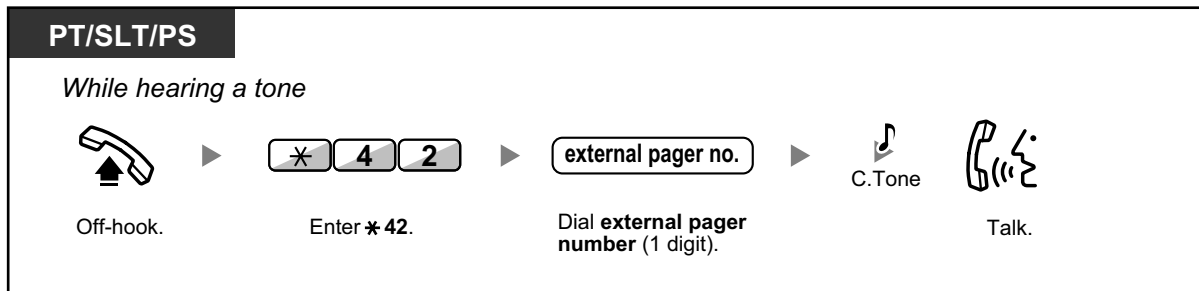 PT/SLT/PS
While hearing a tone
* 4 2
external pager no.
C.Tone
Off-hook.
Enter * 42.
Dial external pager
number (1 digit).
Talk.